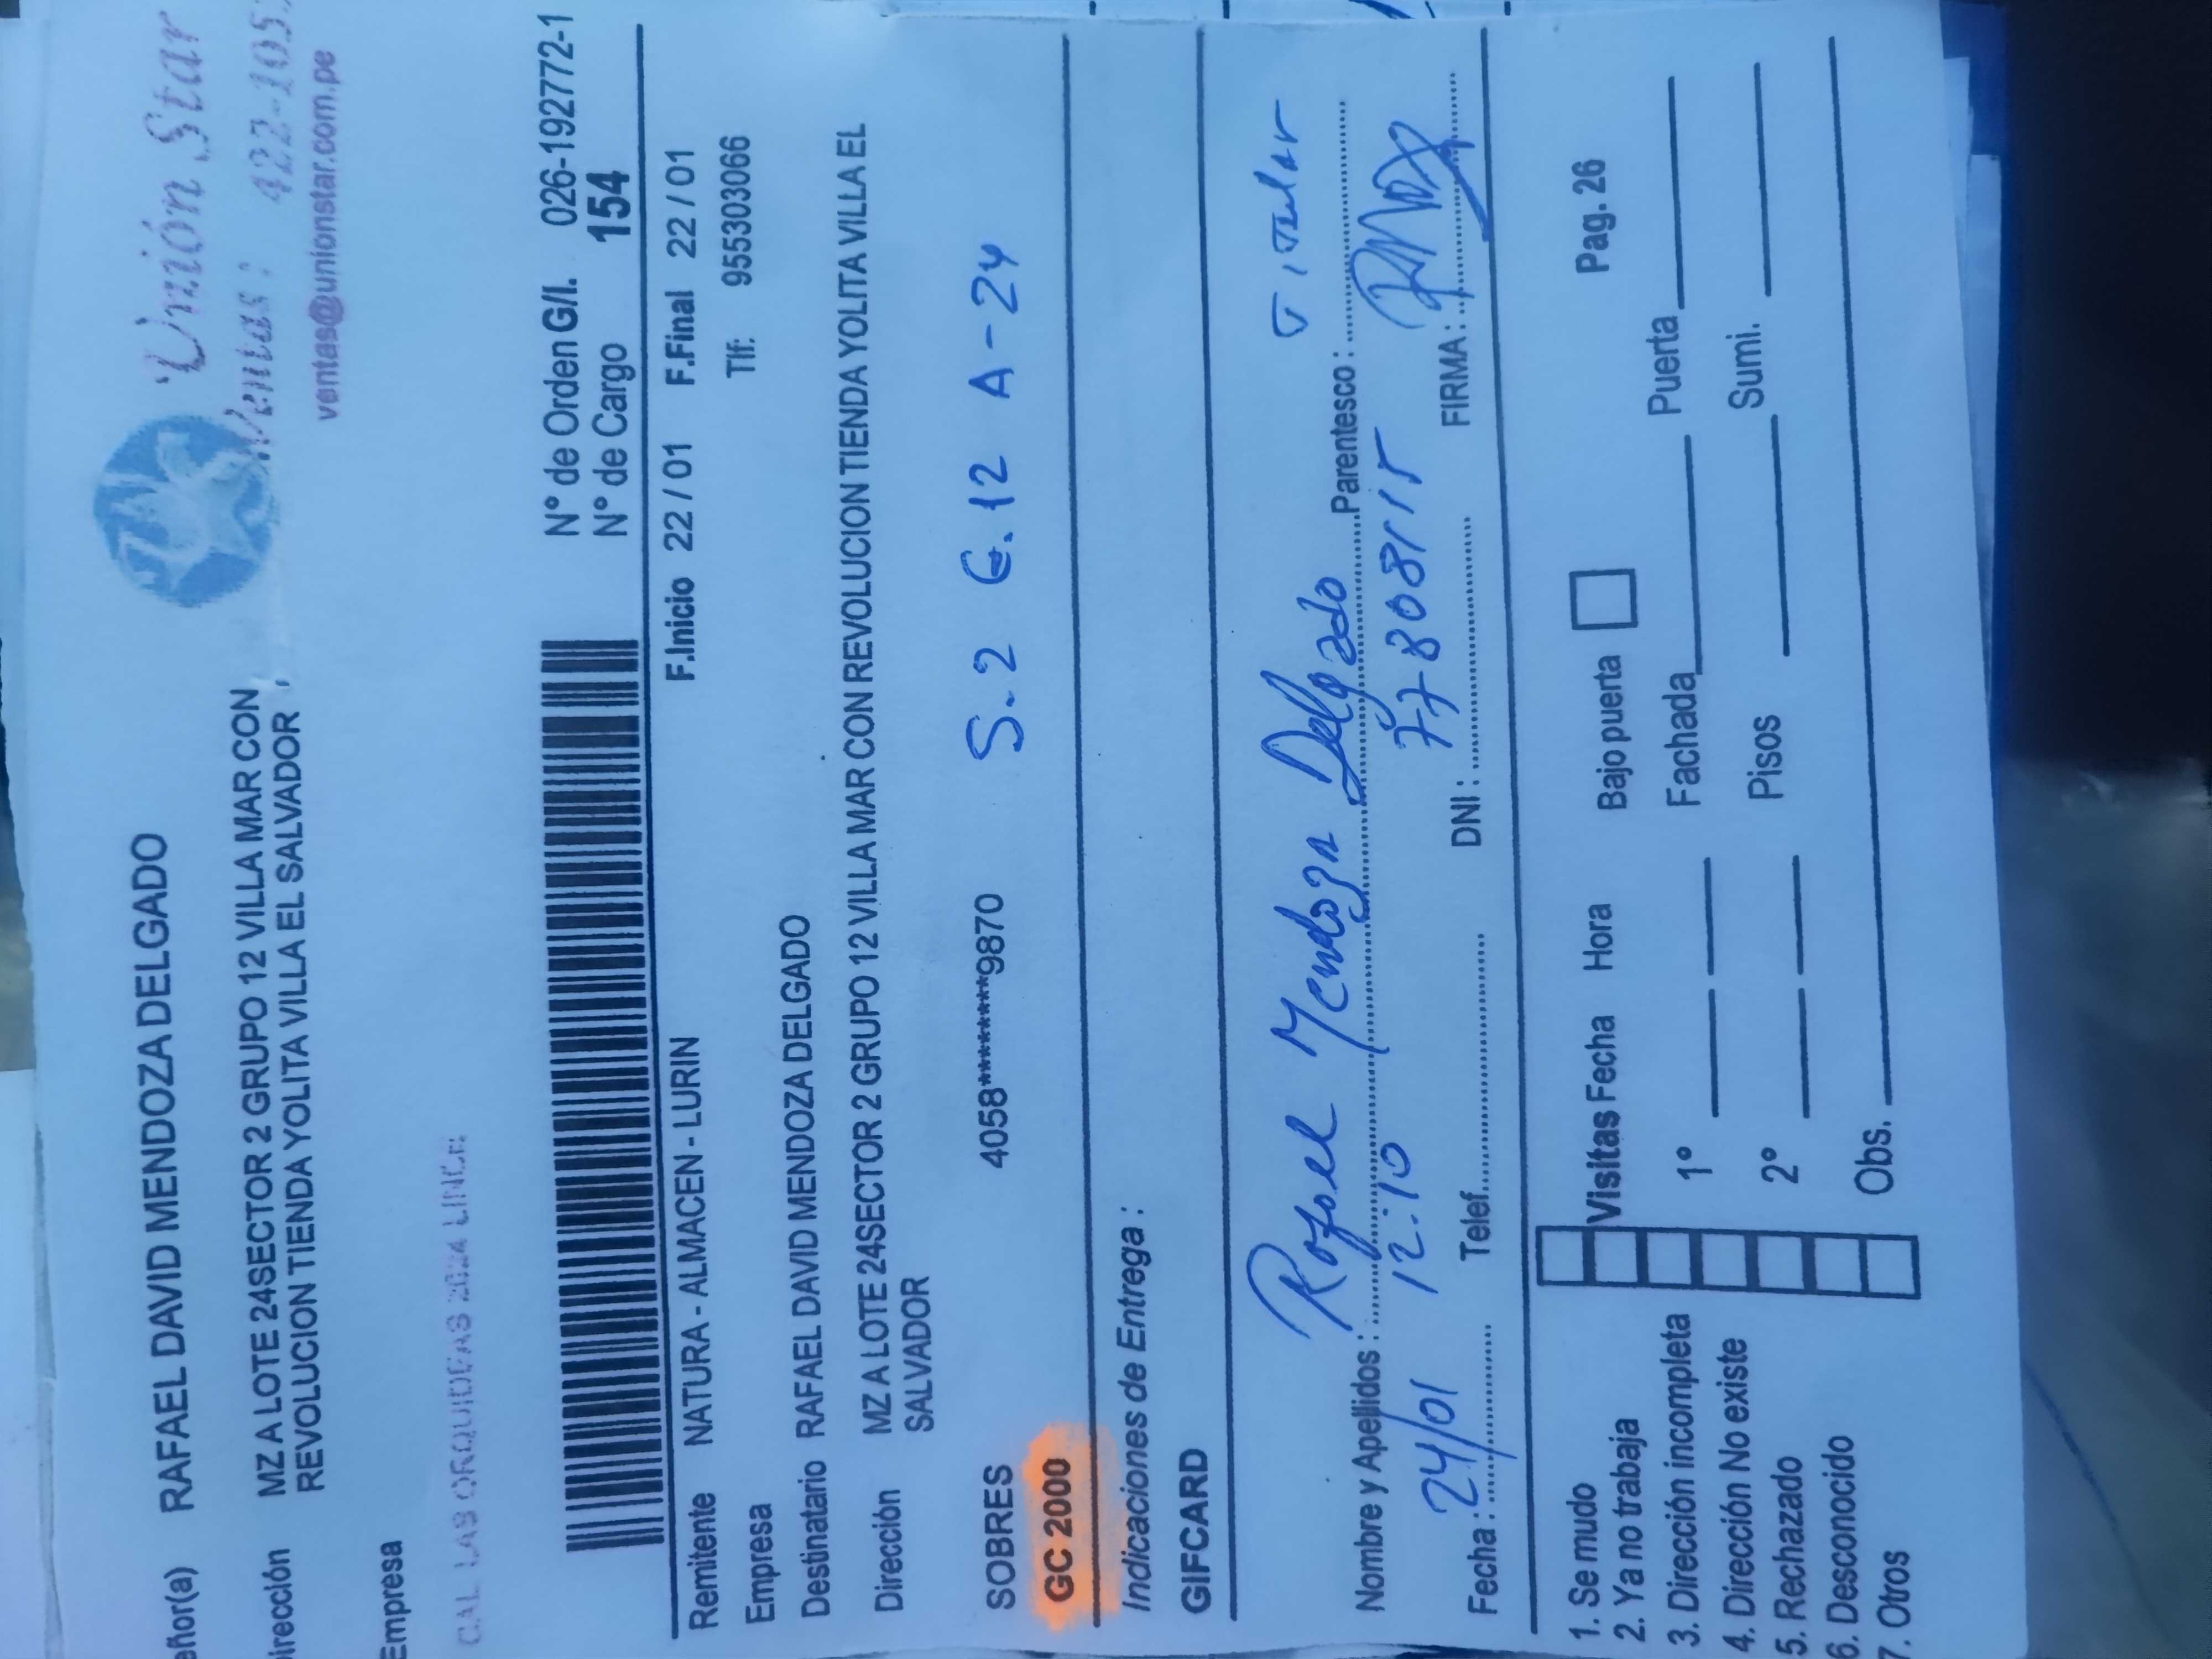 Unión Star
Ventas: 422-105
ventas@unionstar.com.pe
eñor(a) RAFAEL DAVID MENDOZA DELGADO
irección MZ A LOTE 24SECTOR 2 GRUPO 12 VILLA MAR CON
REVOLUCION TIENDA YOLITA VILLA EL SALVADOR ,
Empresa
CAL LAS ORQUIDEAS 2624 LINCE
N° de Orden G/I. 026-192772-1
N° de Cargo 154
F.Inicio 22 / 01 F.Final 22 / 01
Remitente NATURA - ALMACEN - LURIN
Tlf: 955303066
Empresa
Destinatario RAFAEL DAVID MENDOZA DELGADO
Dirección MZ A LOTE 24SECTOR 2 GRUPO 12 VILLA MAR CON REVOLUCION TIENDA YOLITA VILLA EL
SALVADOR
SOBRES 4058********9870 S.2 G.12 A-24
GC 2000
Indicaciones de Entrega :
GIFCARD
Nombre y Apellidos : Rafael Mendoza Delgado Parentesco : Titular
Fecha : 24/01 12:10 Telef. DNI : 77808115 FIRMA :
1. Se mudo
2. Ya no trabaja
3. Dirección incompleta
4. Dirección No existe
5. Rechazado
6. Desconocido
7. Otros
Visitas Fecha Hora Bajo puerta Pag. 26
1° Fachada Puerta
2° Pisos Sumi.
Obs.